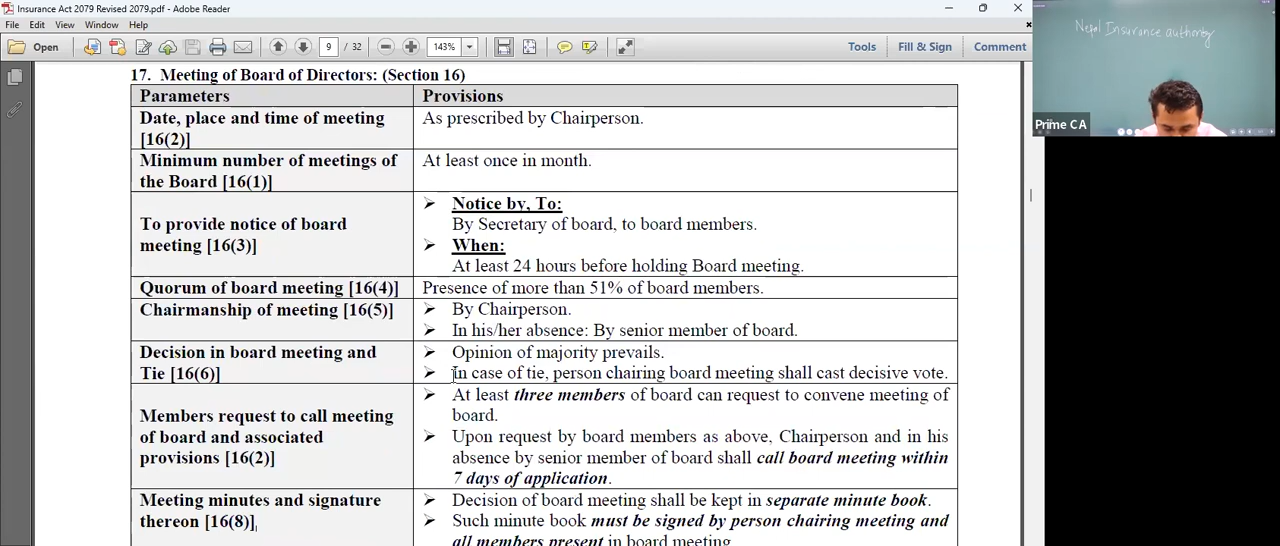 Insurance Act 2079 Revised 2079.pdf - Adobe Reader
File Edit View Window Help
Open 9 / 32 143% Tools Fill & Sign Comment
17. Meeting of Board of Directors: (Section 16)
Parameters Provisions
Date, place and time of meeting As prescribed by Chairperson.
[16(2)]
Minimum number of meetings of At least once in month.
the Board [16(1)]
➢ Notice by, To:
To provide notice of board By Secretary of board, to board members.
meeting [16(3)] ➢ When:
At least 24 hours before holding Board meeting.
Quorum of board meeting [16(4)] Presence of more than 51% of board members.
Chairmanship of meeting [16(5)] ➢ By Chairperson.
➢ In his/her absence: By senior member of board.
Decision in board meeting and ➢ Opinion of majority prevails.
Tie [16(6)] ➢ In case of tie, person chairing board meeting shall cast decisive vote.
➢ At least three members of board can request to convene meeting of
Members request to call meeting board.
of board and associated ➢ Upon request by board members as above, Chairperson and in his
provisions [16(2)] absence by senior member of board shall call board meeting within
7 days of application.
Meeting minutes and signature ➢ Decision of board meeting shall be kept in separate minute book.
thereon [16(8)] ➢ Such minute book must be signed by person chairing meeting and
all members present in board meeting.
Nepal Insurance authority
Prime CA